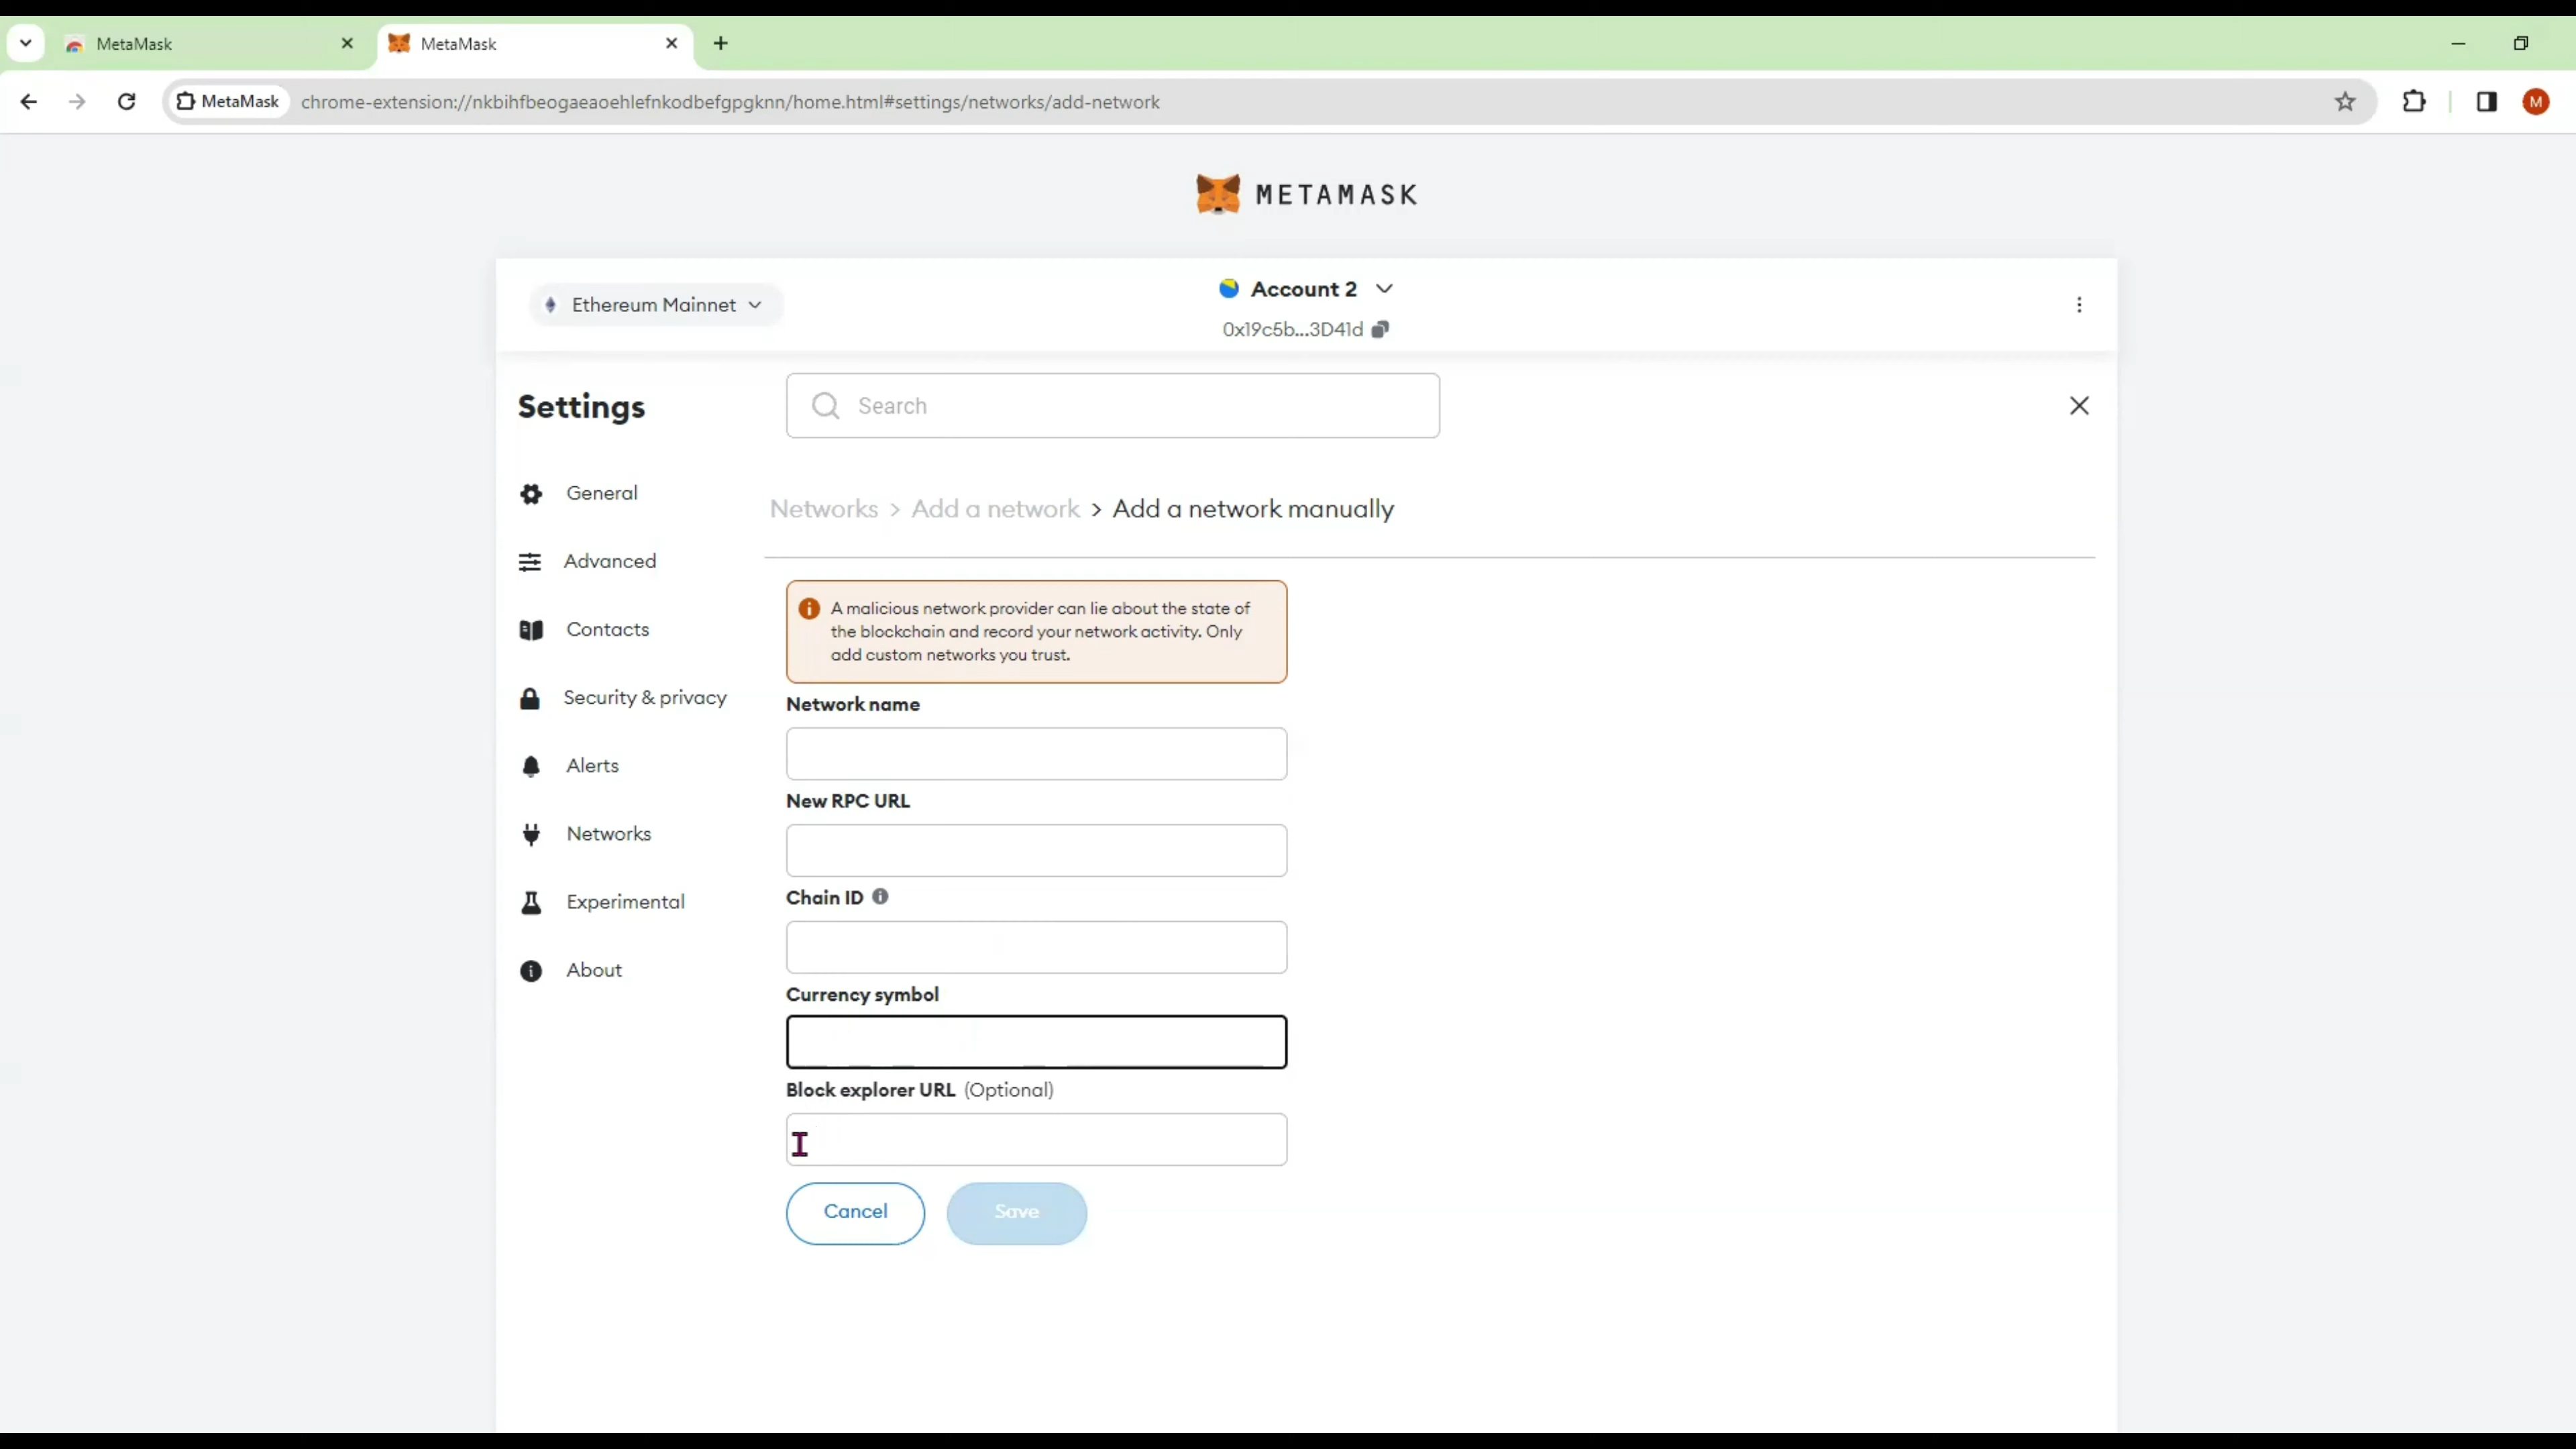 MetaMask
MetaMask
MetaMask
chrome-extension://nkbihfbeogaeaoehlefnkodbefgpgknn/home.html#settings/networks/add-network
M
METAMASK
Ethereum Mainnet
Account 2
0x19c5b...3D41d
Settings
Search
General
Advanced
Contacts
Security & privacy
Alerts
Networks
Experimental
About
Networks > Add a network > Add a network manually
A malicious network provider can lie about the state of
the blockchain and record your network activity. Only
add custom networks you trust.
Network name
New RPC URL
Chain ID
Currency symbol
Block explorer URL (Optional)
Cancel
Save